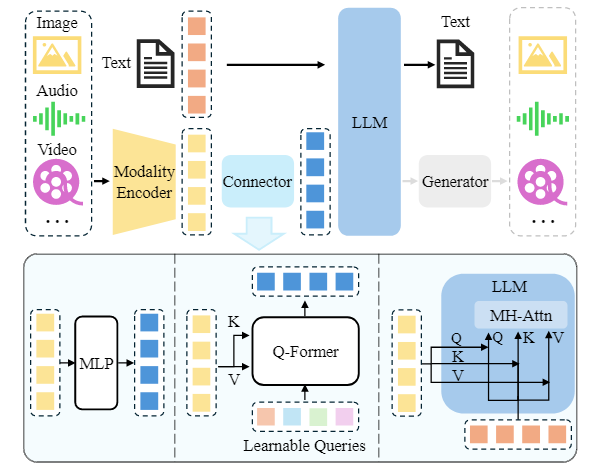 Image
Text
Text
Audio
LLM
Video
Modality
Encoder
Connector
Generator
...
...
MLP
K
V
Q-Former
Learnable Queries
LLM
MH-Attn
Q
Q
K
V
K
V